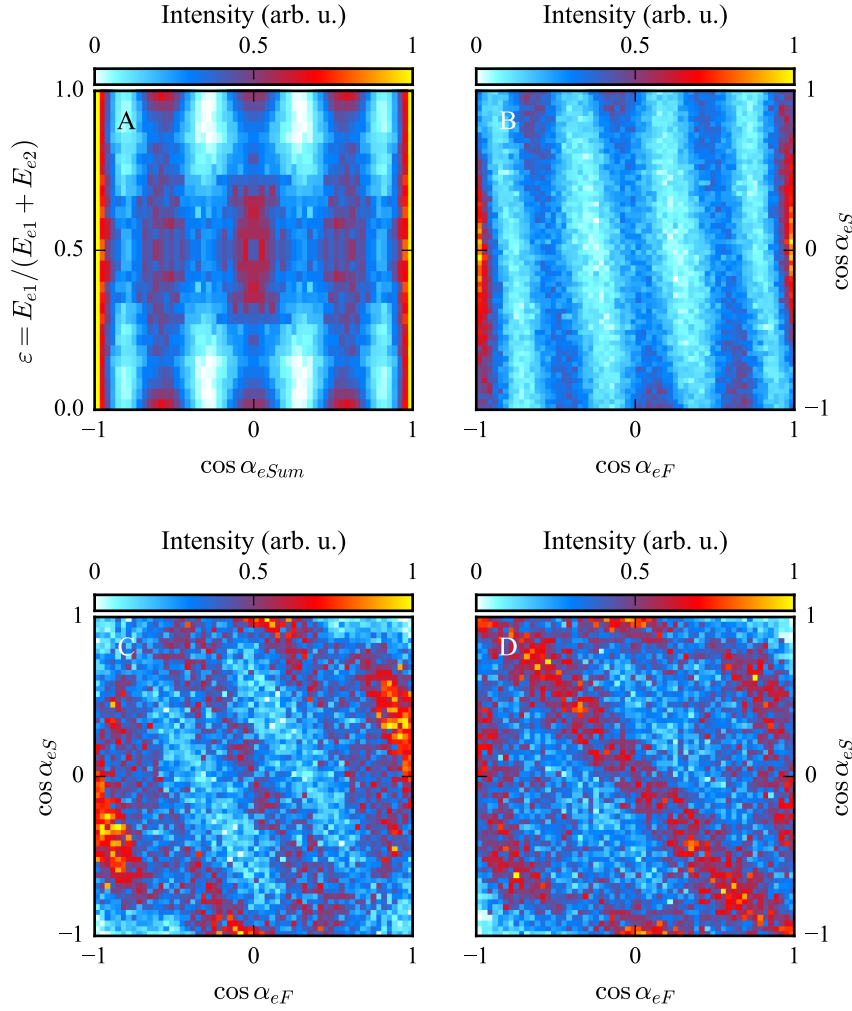 Intensity (arb. u.)
0 0.5 1
A
1.0
0.5
0.0
ε = E_{e1}/(E_{e1} + E_{e2})
−1 0 1
cos α_{eSum}
Intensity (arb. u.)
0 0.5 1
B
1
0
−1
cos α_{eS}
−1 0 1
cos α_{eF}
Intensity (arb. u.)
0 0.5 1
C
1
0
−1
cos α_{eS}
−1 0 1
cos α_{eF}
Intensity (arb. u.)
0 0.5 1
D
1
0
−1
cos α_{eS}
−1 0 1
cos α_{eF}